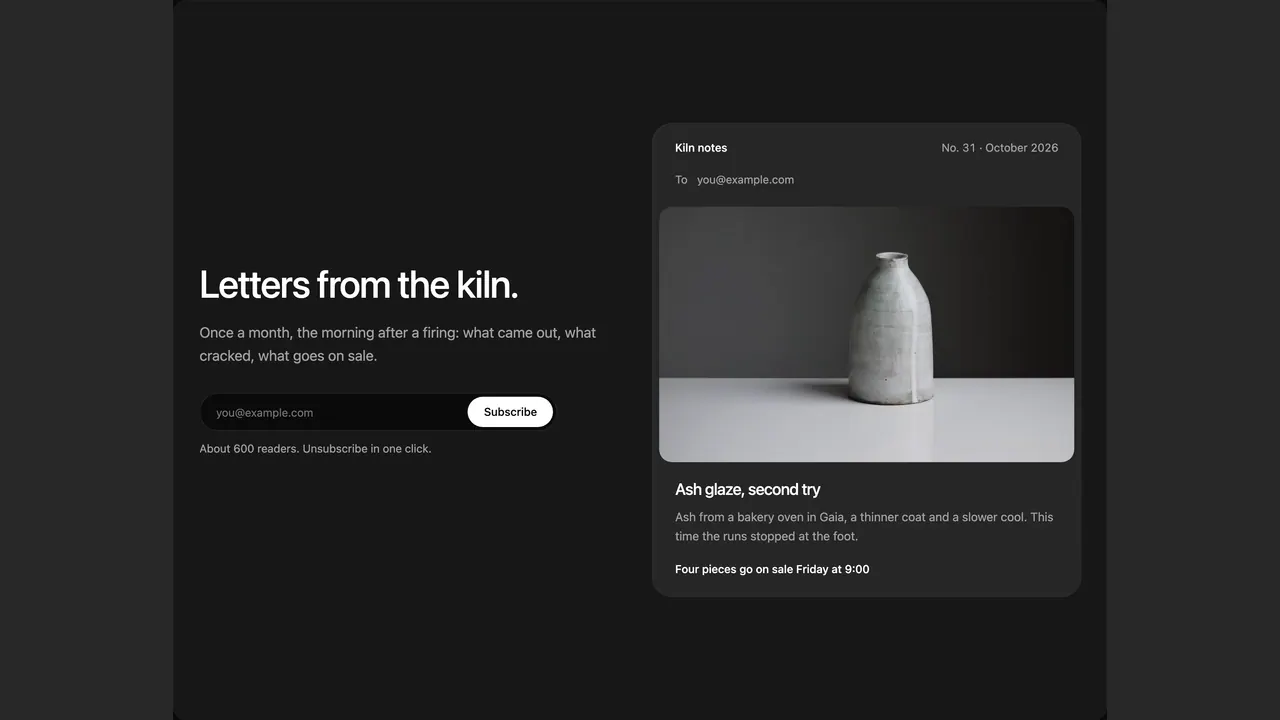 Letters from the kiln.
Once a month, the morning after a firing: what came out, what
cracked, what goes on sale.
you@example.com
Subscribe
About 600 readers. Unsubscribe in one click.
Kiln notes
No. 31 · October 2026
To you@example.com
Ash glaze, second try
Ash from a bakery oven in Gaia, a thinner coat and a slower cool. This
time the runs stopped at the foot.
Four pieces go on sale Friday at 9:00